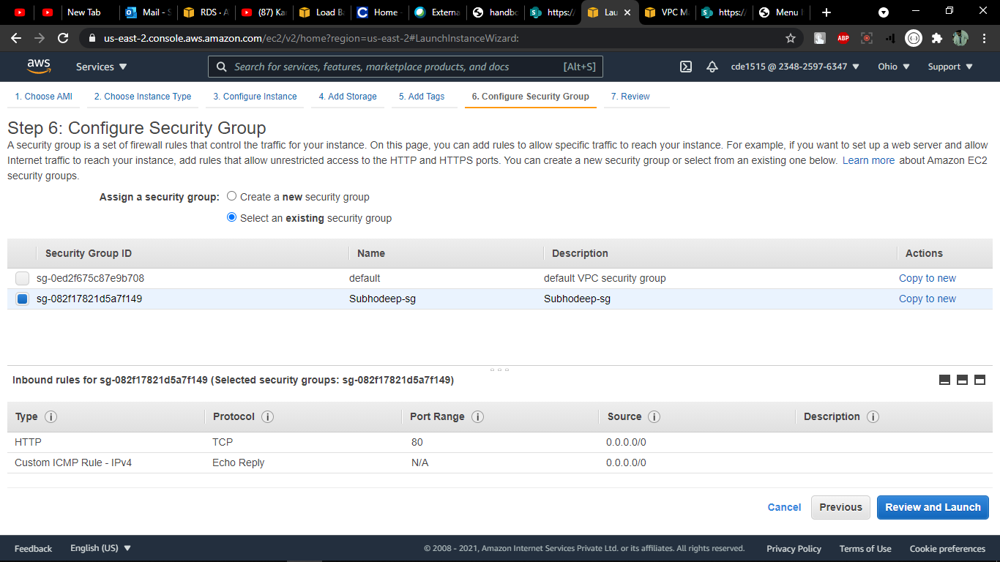 New Tab
Mail - S
RDS · A
(87) Ka
Load B
Home -
Externa
handbo
https:/
Lau
VPC M
https:/
Menu
us-east-2.console.aws.amazon.com/ec2/v2/home?region=us-east-2#LaunchInstanceWizard:
ABP
aws
Services
Search for services, features, marketplace products, and docs
[Alt+S]
cde1515 @ 2348-2597-6347
Ohio
Support
1. Choose AMI
2. Choose Instance Type
3. Configure Instance
4. Add Storage
5. Add Tags
6. Configure Security Group
7. Review
Step 6: Configure Security Group
A security group is a set of firewall rules that control the traffic for your instance. On this page, you can add rules to allow specific traffic to reach your instance. For example, if you want to set up a web server and allow
Internet traffic to reach your instance, add rules that allow unrestricted access to the HTTP and HTTPS ports. You can create a new security group or select from an existing one below. Learn more about Amazon EC2
security groups.
Assign a security group:
Create a new security group
Select an existing security group
Security Group ID
Name
Description
Actions
sg-0ed2f675c87e9b708
default
default VPC security group
Copy to new
sg-082f17821d5a7f149
Subhodeep-sg
Subhodeep-sg
Copy to new
Inbound rules for sg-082f17821d5a7f149 (Selected security groups: sg-082f17821d5a7f149)
Type
Protocol
Port Range
Source
Description
HTTP
TCP
80
0.0.0.0/0
Custom ICMP Rule - IPv4
Echo Reply
N/A
0.0.0.0/0
Cancel
Previous
Review and Launch
Feedback
English (US)
© 2008 - 2021, Amazon Internet Services Private Ltd. or its affiliates. All rights reserved.
Privacy Policy
Terms of Use
Cookie preferences